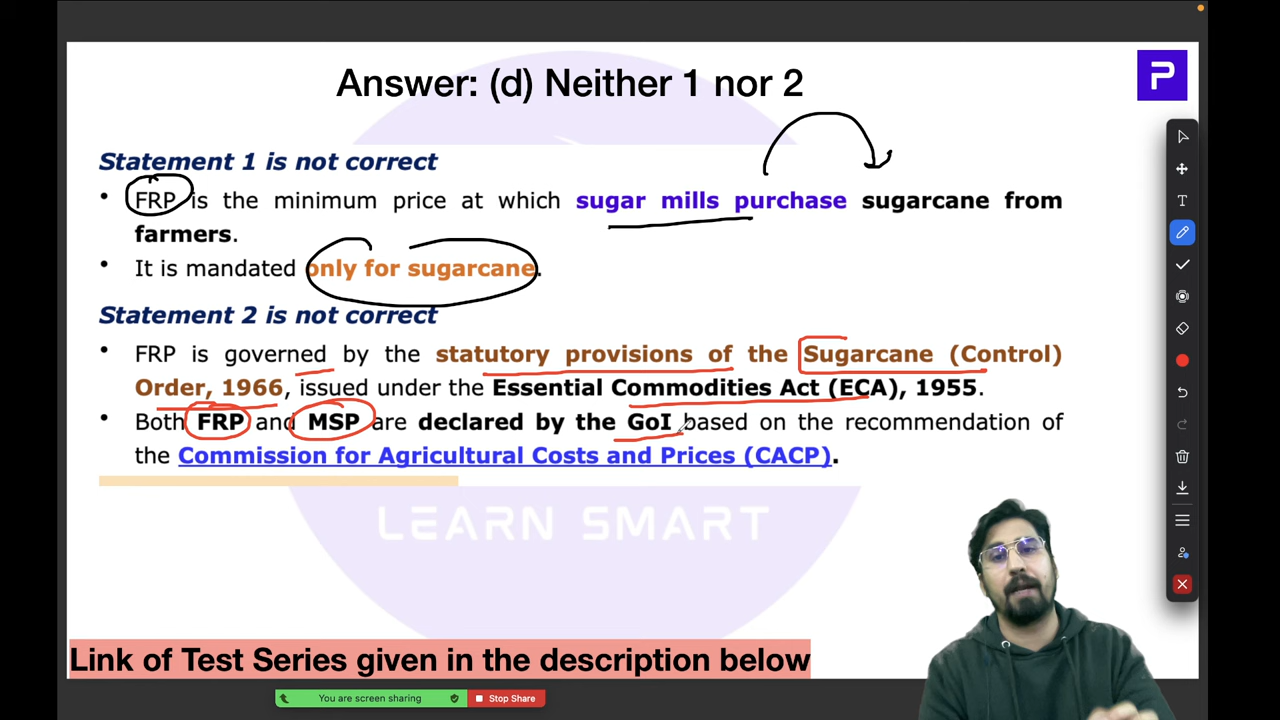 Answer: (d) Neither 1 nor 2
P
Statement 1 is not correct
• FRP is the minimum price at which sugar mills purchase sugarcane from
farmers.
• It is mandated only for sugarcane.
Statement 2 is not correct
• FRP is governed by the statutory provisions of the Sugarcane (Control)
Order, 1966, issued under the Essential Commodities Act (ECA), 1955.
• Both FRP and MSP are declared by the GoI based on the recommendation of
the Commission for Agricultural Costs and Prices (CACP).
LEARN SMART
Link of Test Series given in the description below
You are screen sharing
Stop Share
T